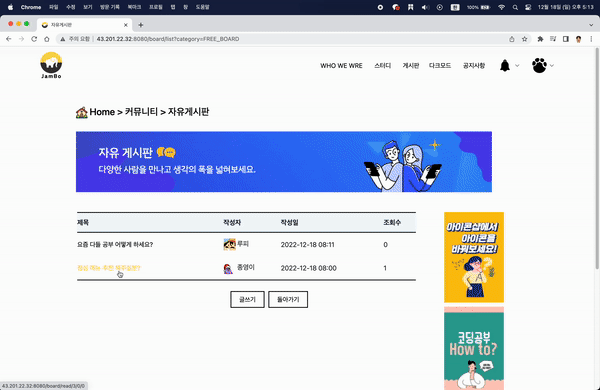 Chrome 파일 수정 보기 방문 기록 북마크 프로필 탭 창 도움말
100% 12월 18일 (일) 오후 5:13
자유게시판
주의 요함 43.201.22.32:8080/board/list?category=FREE_BOARD
JamBo
WHO WE WRE 스터디 게시판 다크모드 공지사항
Home > 커뮤니티 > 자유게시판
자유 게시판
다양한 사람을 만나고 생각의 폭을 넓혀보세요.
제목 작성자 작성일 조회수
요즘 다들 공부 어떻게 하세요? 루피 2022-12-18 08:11 0
점심 메뉴 추천 해주실분? 종영이 2022-12-18 08:00 1
글쓰기 돌아가기
아이콘샵에서
아이콘을
바꿔보세요!
코딩공부
How to?
43.201.22.32:8080/board/read/3/0/0